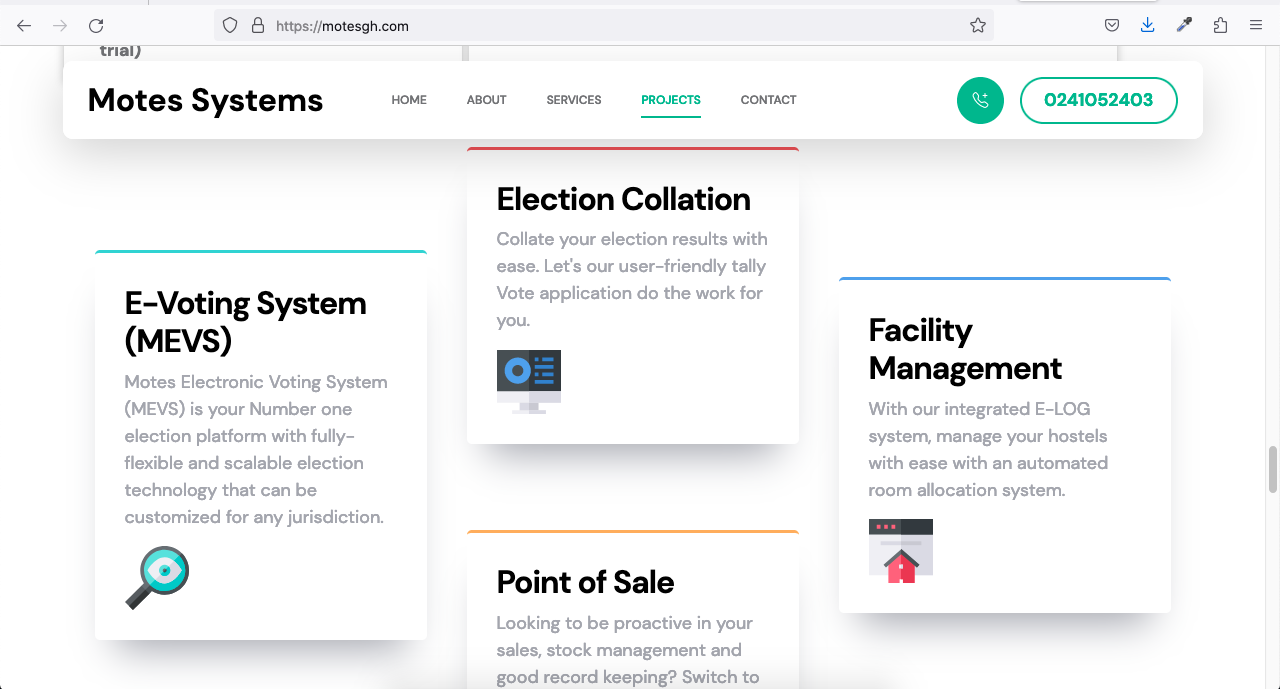 https://motesgh.com
trial)
Motes Systems
HOME
ABOUT
SERVICES
PROJECTS
CONTACT
0241052403
E-Voting System
(MEVS)
Motes Electronic Voting System
(MEVS) is your Number one
election platform with fully-
flexible and scalable election
technology that can be
customized for any jurisdiction.
Election Collation
Collate your election results with
ease. Let's our user-friendly tally
Vote application do the work for
you.
Point of Sale
Looking to be proactive in your
sales, stock management and
good record keeping? Switch to
Facility
Management
With our integrated E-LOG
system, manage your hostels
with ease with an automated
room allocation system.